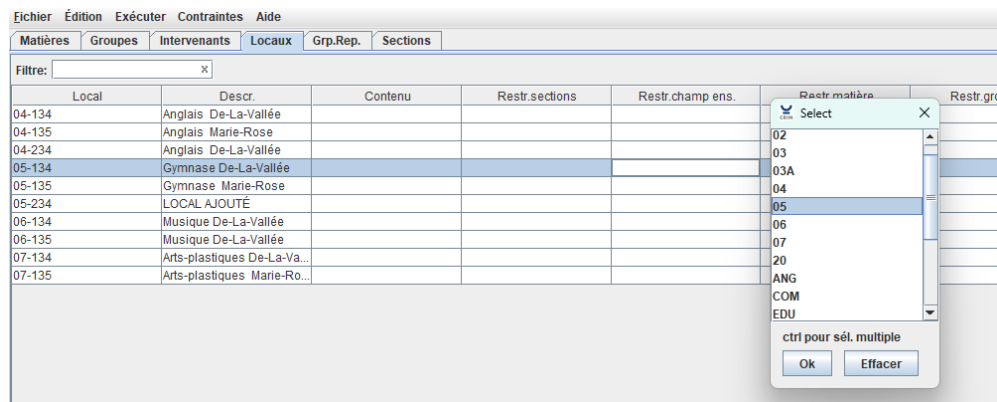 Fichier Édition Exécuter Contraintes Aide
Matières Groupes Intervenants Locaux Grp.Rep. Sections
Filtre: x
Local Descr. Contenu Restr.sections Restr.champ ens. Restr.matière Restr.gro
04-134 Anglais De-La-Vallée
04-135 Anglais Marie-Rose
04-234 Anglais De-La-Vallée
05-134 Gymnase De-La-Vallée
05-135 Gymnase Marie-Rose
05-234 LOCAL AJOUTÉ
06-134 Musique De-La-Vallée
06-135 Musique De-La-Vallée
07-134 Arts-plastiques De-La-Va...
07-135 Arts-plastiques Marie-Ro...
Select
02
03
03A
04
05
06
07
20
ANG
COM
EDU
ctrl pour sél. multiple
Ok Effacer